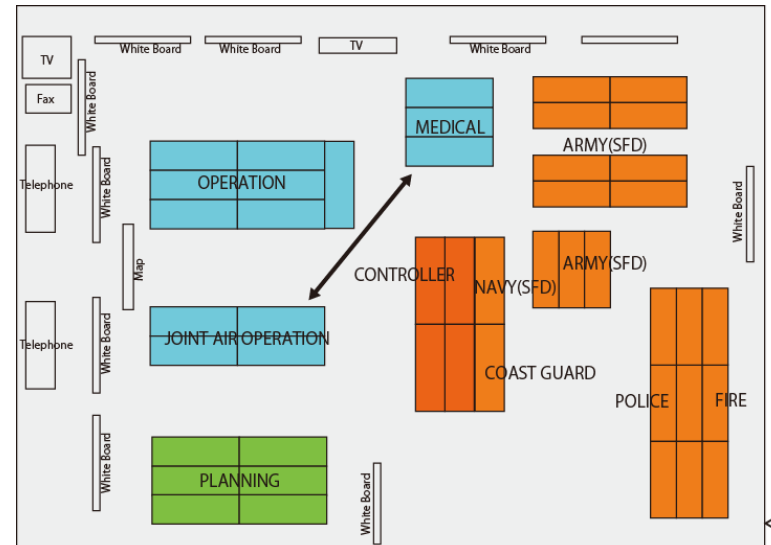 TV
White Board
White Board
TV
White Board
Fax
White Board
MEDICAL
ARMY(SFD)
Telephone
White Board
OPERATION
White Board
Map
CONTROLLER
NAVY(SFD)
ARMY(SFD)
Telephone
White Board
JOINT AIR OPERATION
COAST GUARD
POLICE
FIRE
White Board
PLANNING
White Board